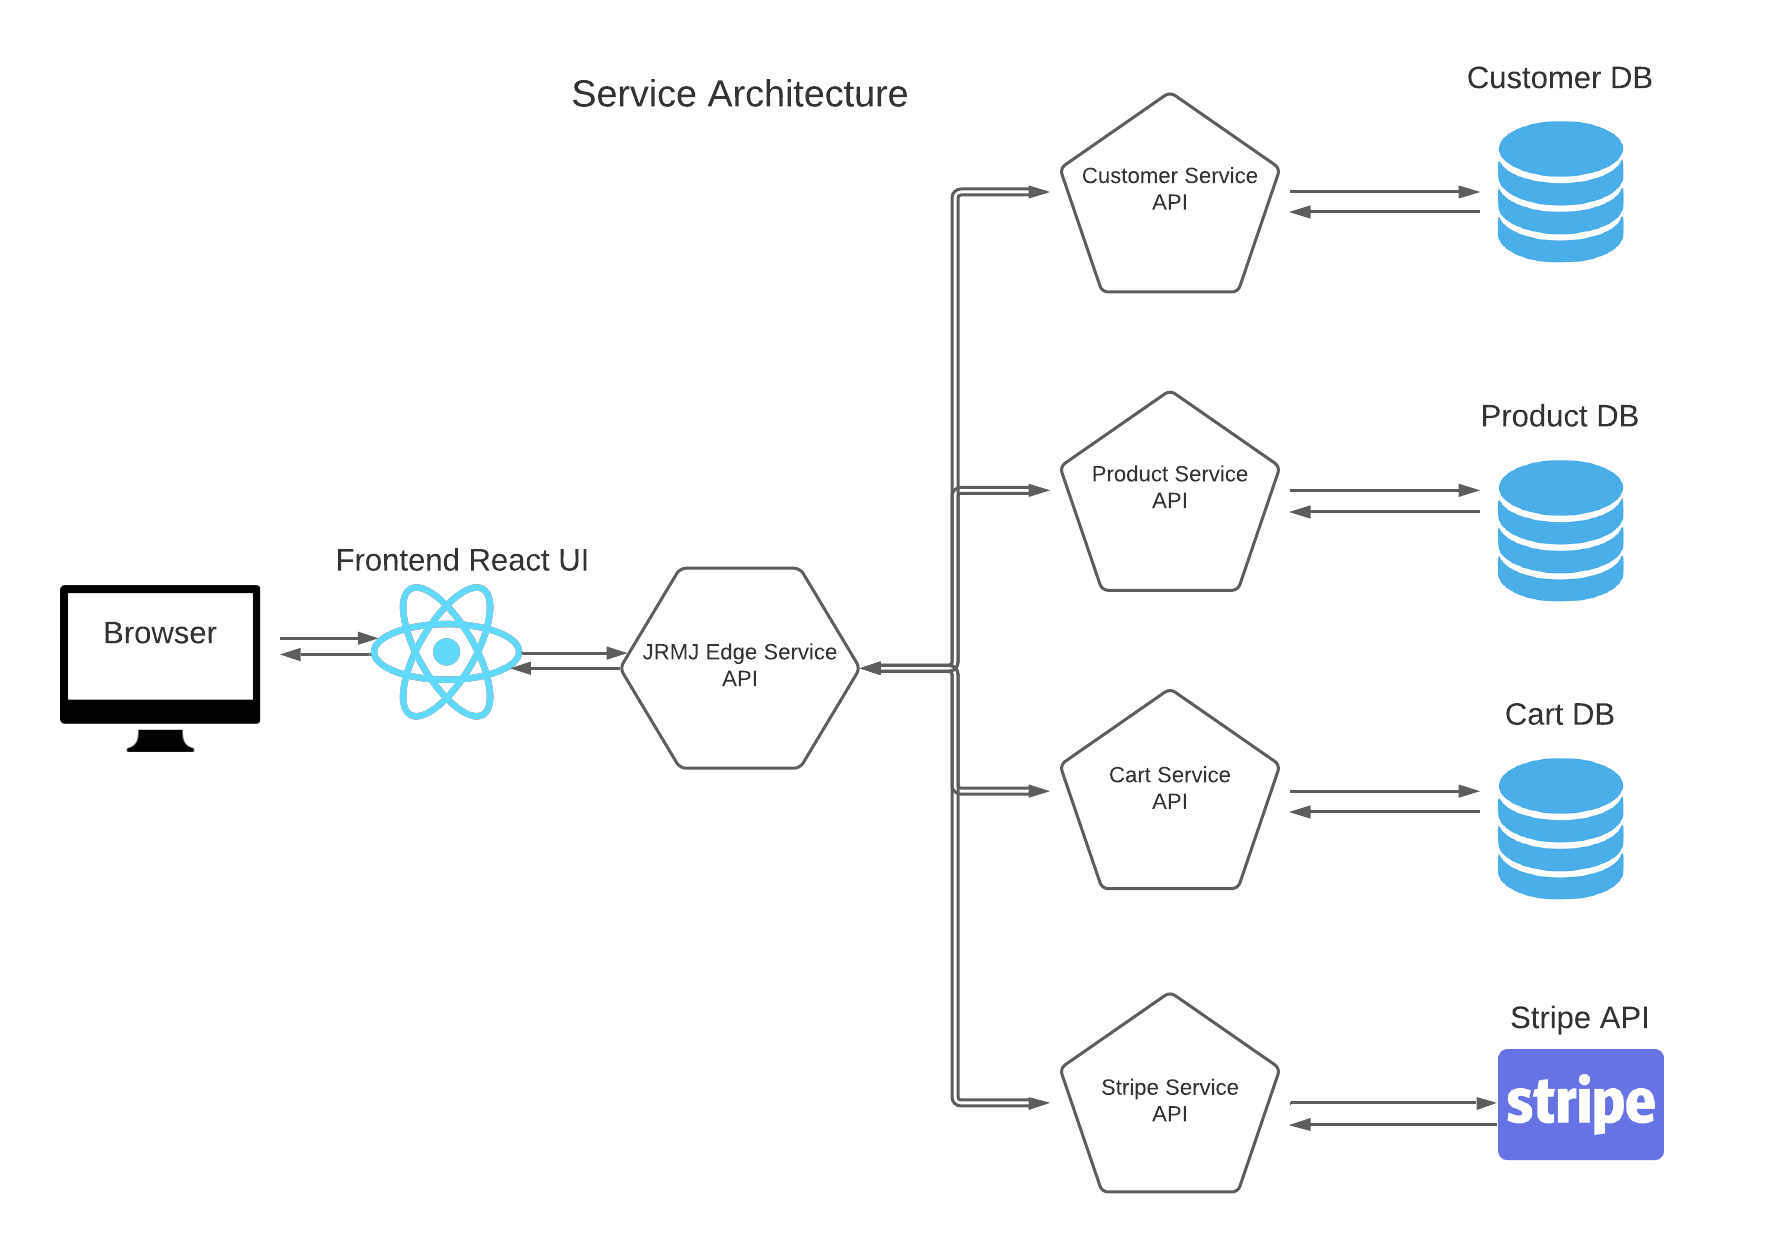 Service Architecture
Customer DB
Customer Service
API
Product DB
Product Service
API
Frontend React UI
Browser
JRMJ Edge Service
API
Cart DB
Cart Service
API
Stripe API
Stripe Service
API
stripe